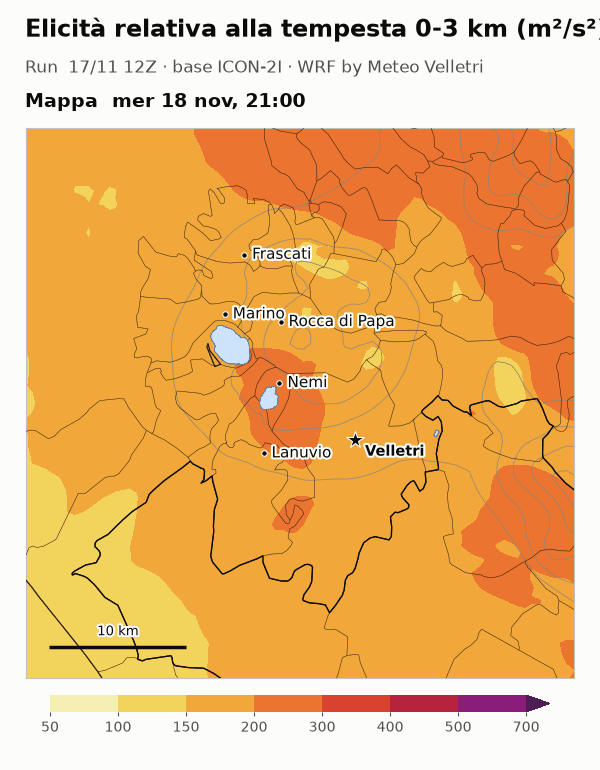 Elicità relativa alla tempesta 0-3 km (m²/s²)
Run  17/11 12Z · base ICON-2I · WRF by Meteo Velletri
Mappa  mer 18 nov, 21:00
Frascati
Marino
Rocca di Papa
Nemi
Velletri
Lanuvio
10 km
50 100 150 200 300 400 500 700